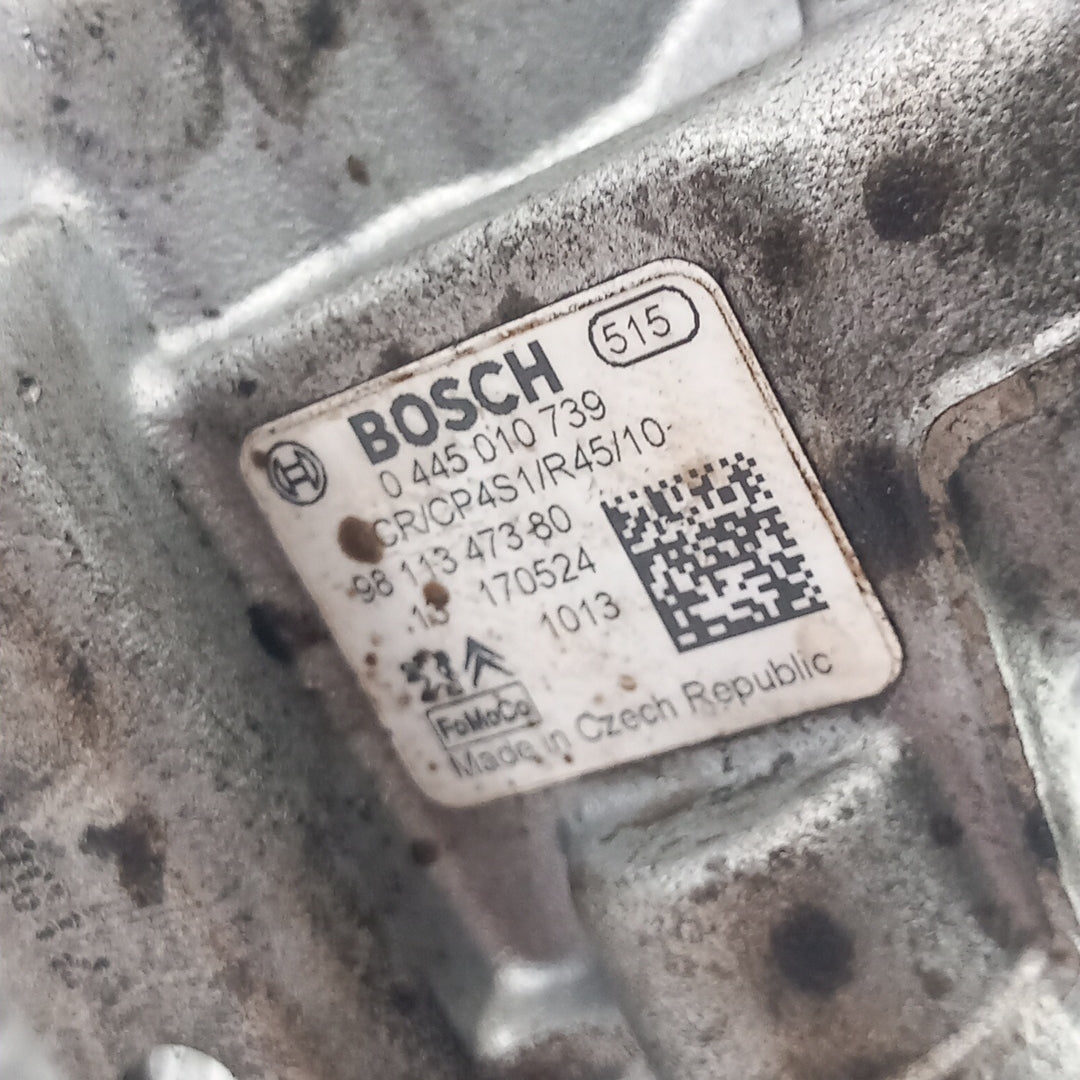 515
BOSCH
0 445 010 739
CR/CP4S1/R45/10-
98 113 473 80
170524
1013
FoMoCo
Made in Czech Republic